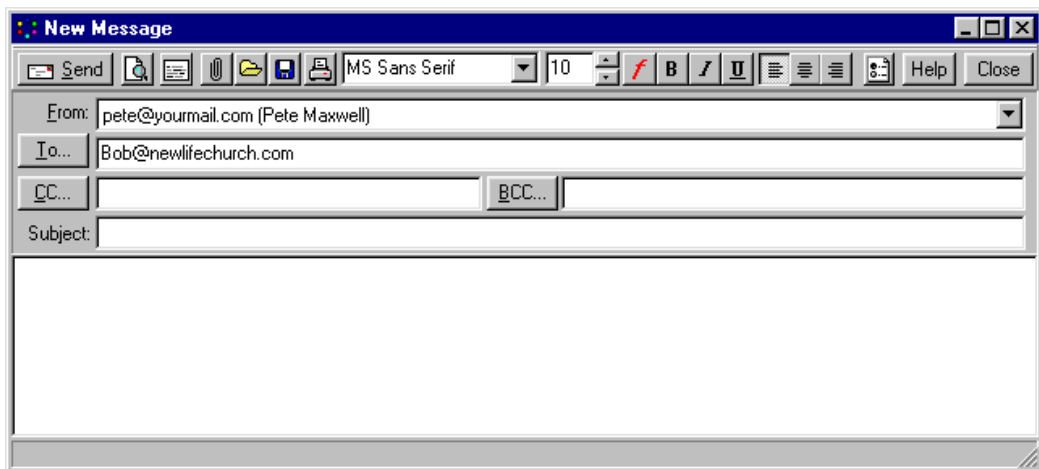 New Message
Send MS Sans Serif 10 f B I U Help Close
From: pete@yourmail.com (Pete Maxwell)
To... Bob@newlifechurch.com
CC... BCC...
Subject: